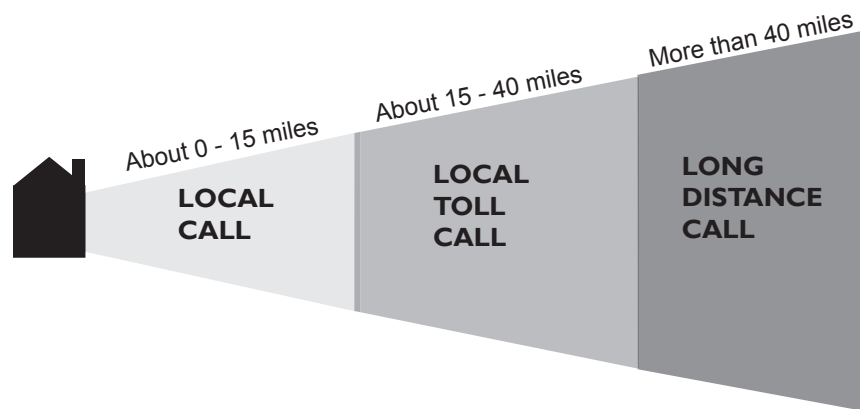 About 0 - 15 miles
LOCAL
CALL
About 15 - 40 miles
LOCAL
TOLL
CALL
More than 40 miles
LONG
DISTANCE
CALL